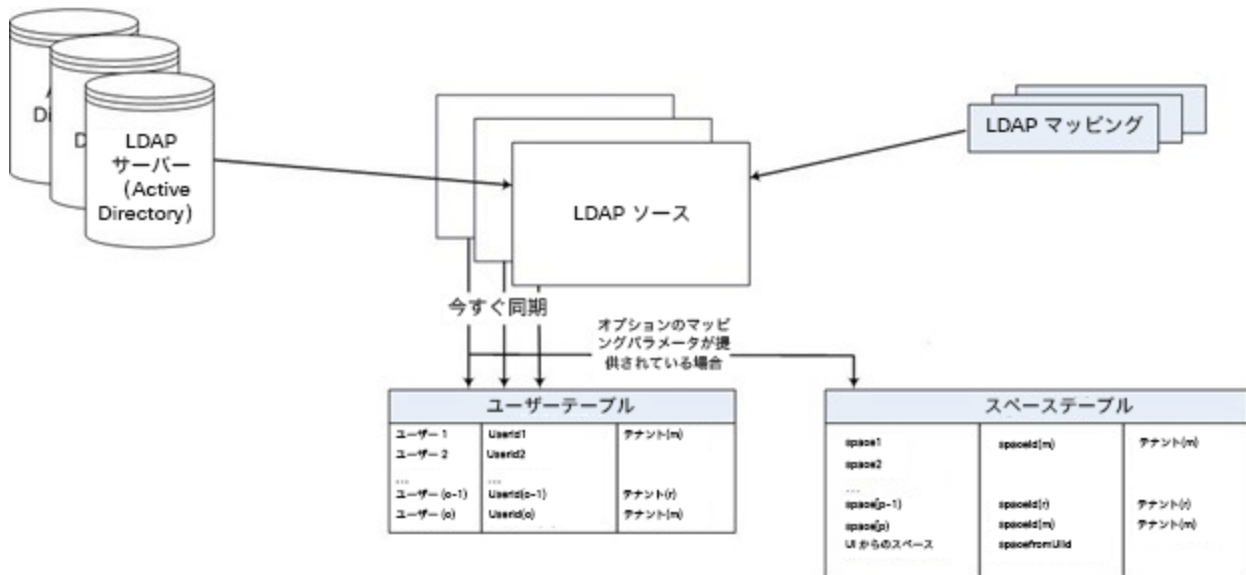 Di
D
LDAP
サーバー
(Active
Directory)
LDAP ソース
LDAP マッピング
今すぐ同期
オプションのマッピ
ングパラメータが提
供されている場合
ユーザーテーブル
ユーザー 1 UserId1 テナント(m)
ユーザー 2 UserId2
... ...
ユーザー (o-1) UserId(o-1) テナント(r)
ユーザー (o) UserId(o) テナント(m)
スペーステーブル
space1 spaceId(m) テナント(m)
space2
...
space(p-1) spaceId(r) テナント(r)
space(p) spaceId(m) テナント(m)
UI からのスペース spacefromUIId